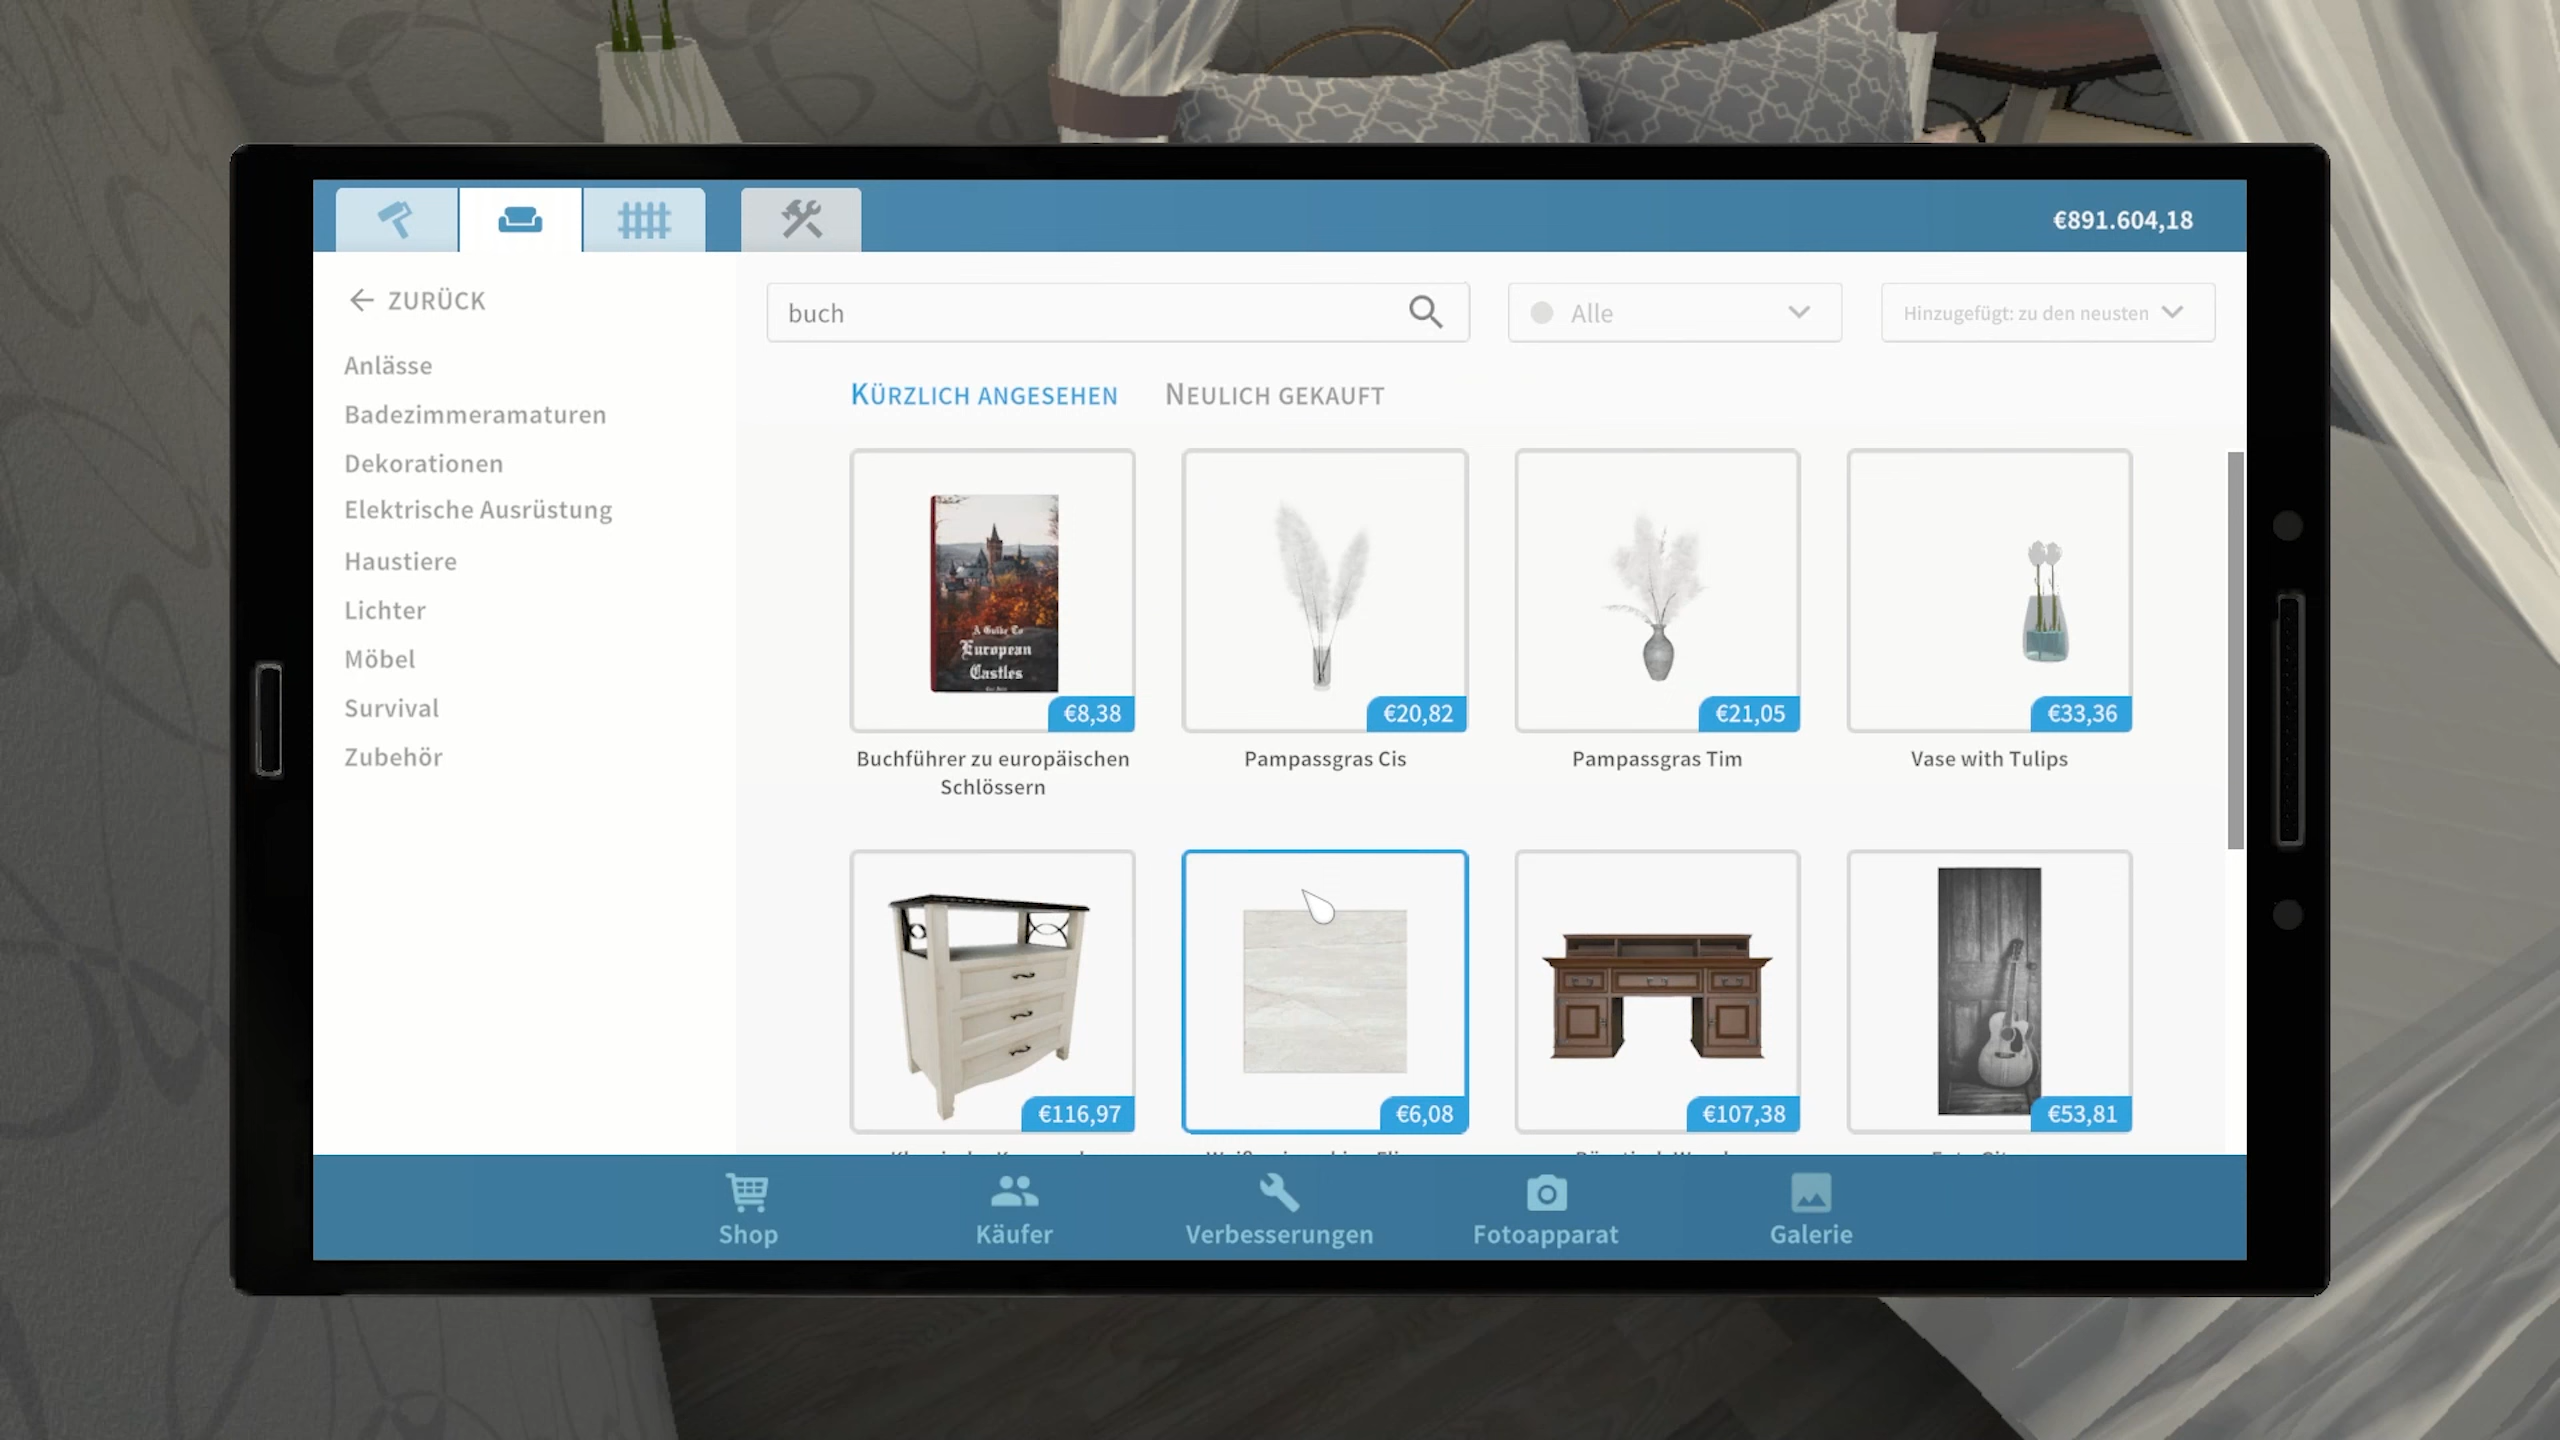 €891.604,18
ZURÜCK
Anlässe
Badezimmeramaturen
Dekorationen
Elektrische Ausrüstung
Haustiere
Lichter
Möbel
Survival
Zubehör
buch
Alle
Hinzugefügt: zu den neusten
KÜRZLICH ANGESEHEN
NEULICH GEKAUFT
A Guide To
European
Castles
€8,38
€20,82
€21,05
€33,36
Buchführer zu europäischen
Schlössern
Pampassgras Cis
Pampassgras Tim
Vase with Tulips
€116,97
€6,08
€107,38
€53,81
Shop
Käufer
Verbesserungen
Fotoapparat
Galerie